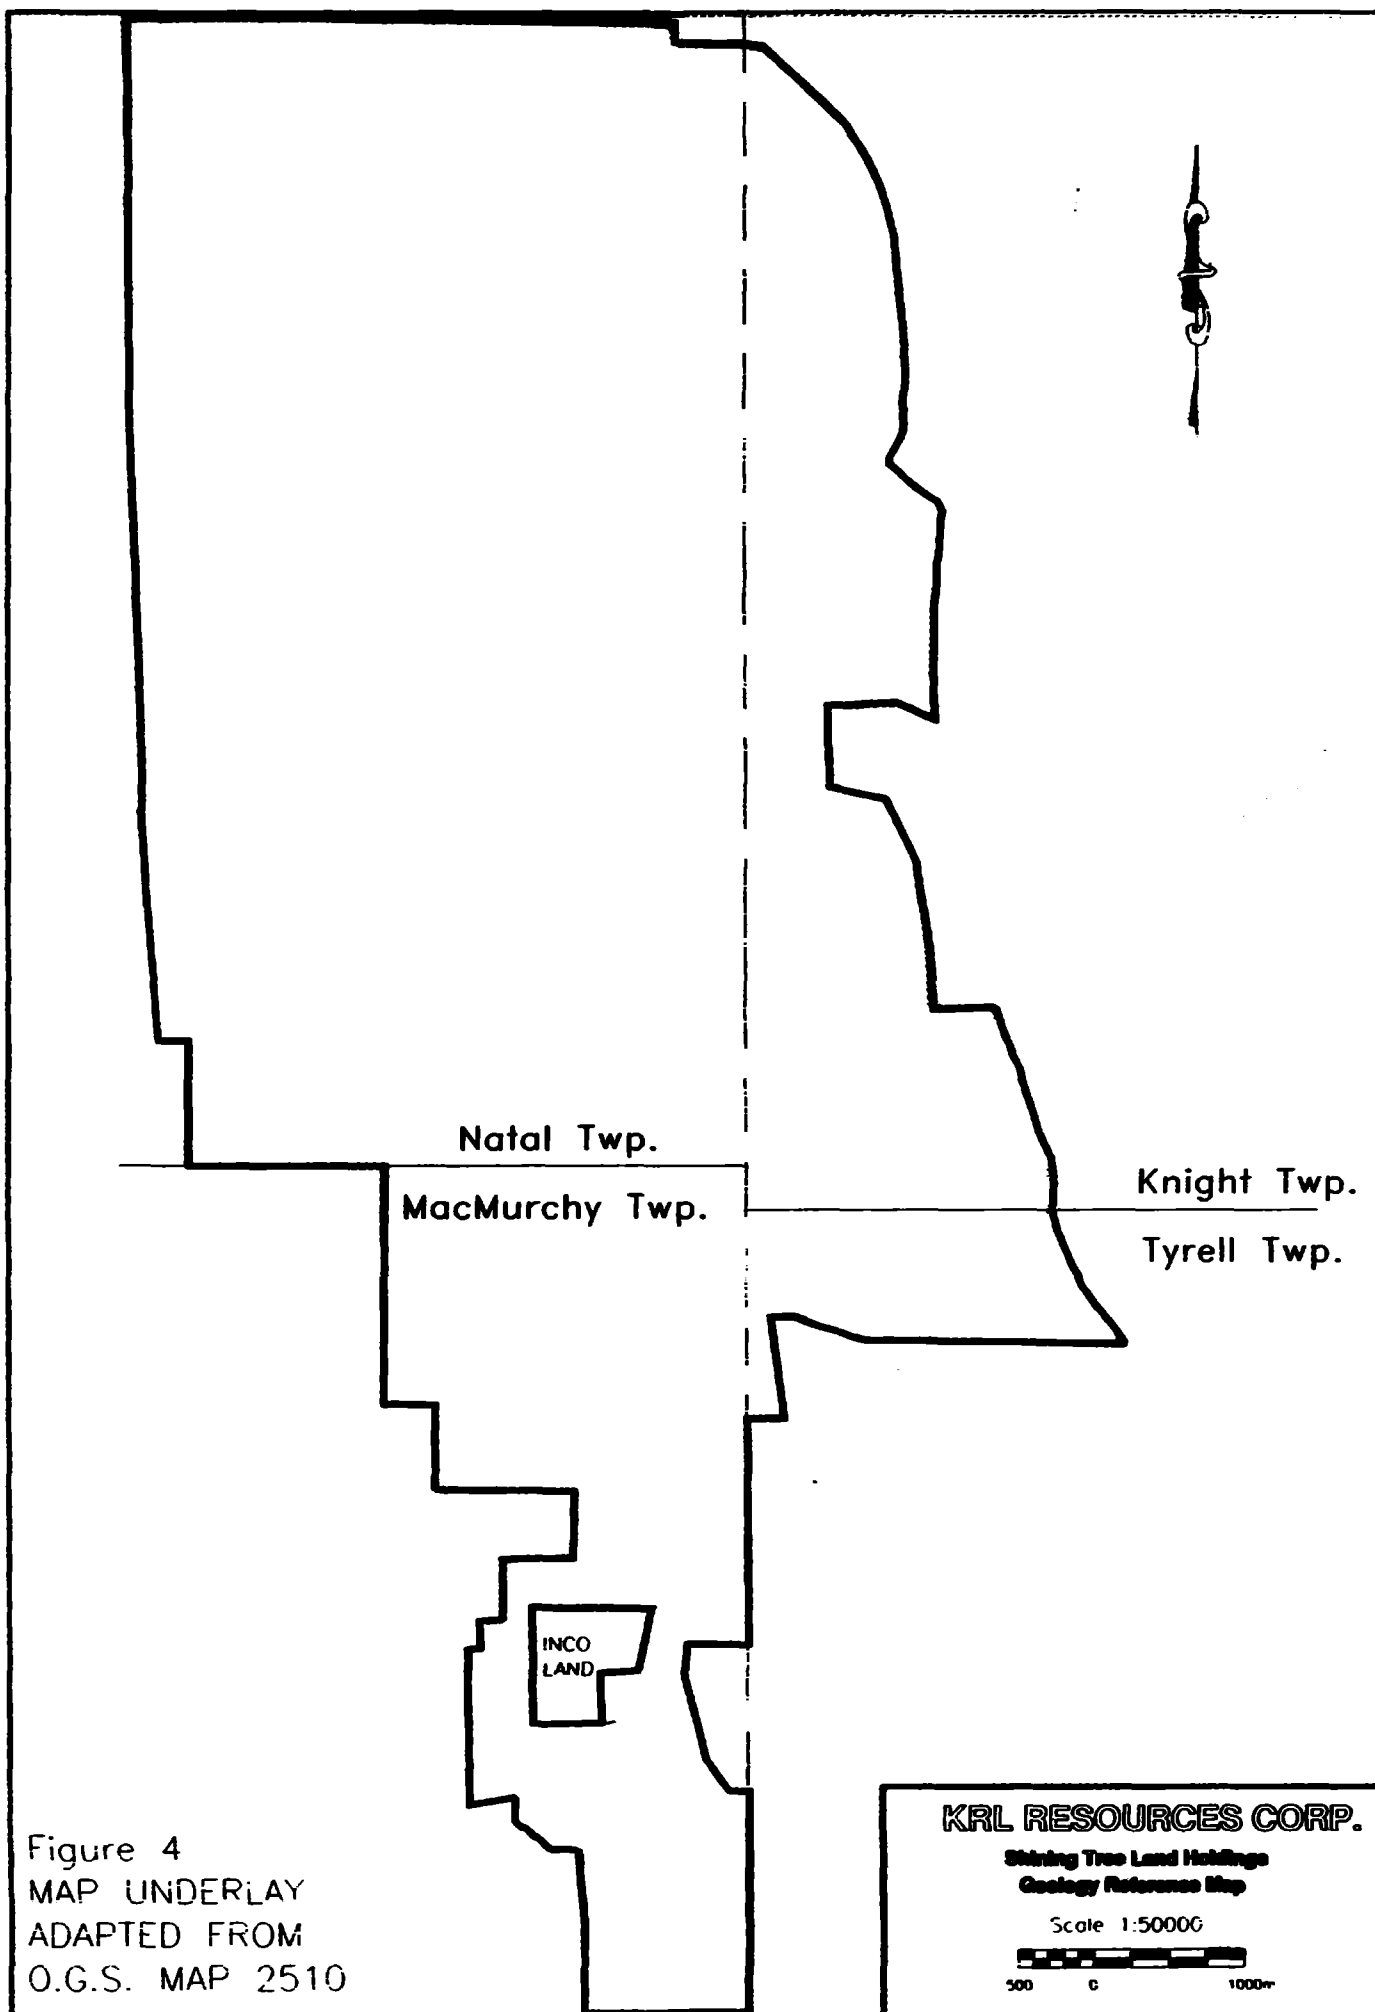 Natal Twp.
MacMurchy Twp.
Knight Twp.
Tyrell Twp.
INCO
LAND
Figure 4
MAP UNDERLAY
ADAPTED FROM
O.G.S. MAP 2510
KRL RESOURCES CORP.
Shining Tree Land Holdings
Geology Reference Map
Scale 1:50000
500 0 1000m